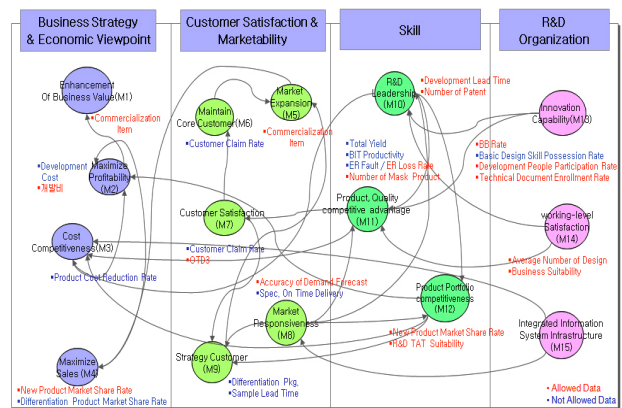 Business Strategy
& Economic Viewpoint
Customer Satisfaction &
Marketability
Skill
R&D
Organization
Enhancement
Of Business Value(M1)
▪Commercialization
Item
Maximize
Profitability
(M2)
▪Development
Cost
▪개발비
Cost
Competitiveness(M3)
▪Product Cost Reduction Rate
Maximize
Sales (M4)
▪New Product Market Share Rate
▪Differentiation Product Market Share Rate
Market
Expansion
(M5)
▪Commercialization
Item
Maintain
Core Customer(M6)
▪Customer Claim Rate
Customer Satisfaction
(M7)
▪Customer Claim Rate
▪OTD3
▪Accuracy of Demand Forecast
▪Spec, On Time Delivery
Market
Responsiveness
(M8)
Strategy Customer
(M9)
▪Differentiation Pkg,
▪Sample Lead Time
R&D
Leadership
(M10)
▪Development Lead Time
▪Number of Patent
▪Total Yield
▪BIT Productivity
▪ER Fault / ER Loss Rate
▪Number of Mask Product
Product, Quality
competitive advantage
(M11)
Product Portfolio
competitiveness
(M12)
▪New Product Market Share Rate
▪R&D TAT Suitability
Innovation
Capability(M13)
▪BB Rate
▪Basic Design Skill Possession Rate
▪Development People Participation Rate
▪Technical Document Enrollment Rate
working-level
Satisfaction
(M14)
▪Average Number of Design
▪Business Suitability
Integrated Information
System Infrastructure
(M15)
▪Allowed Data
▪Not Allowed Data